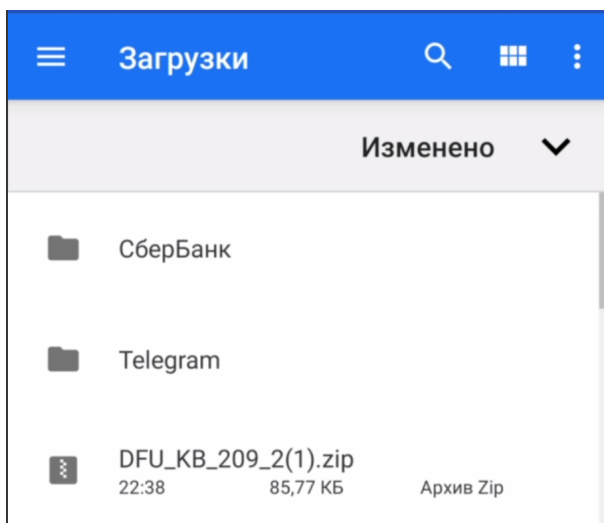 Загрузки
Изменено
СберБанк
Telegram
DFU_KB_209_2(1).zip
22:38 85,77 КБ Архив Zip